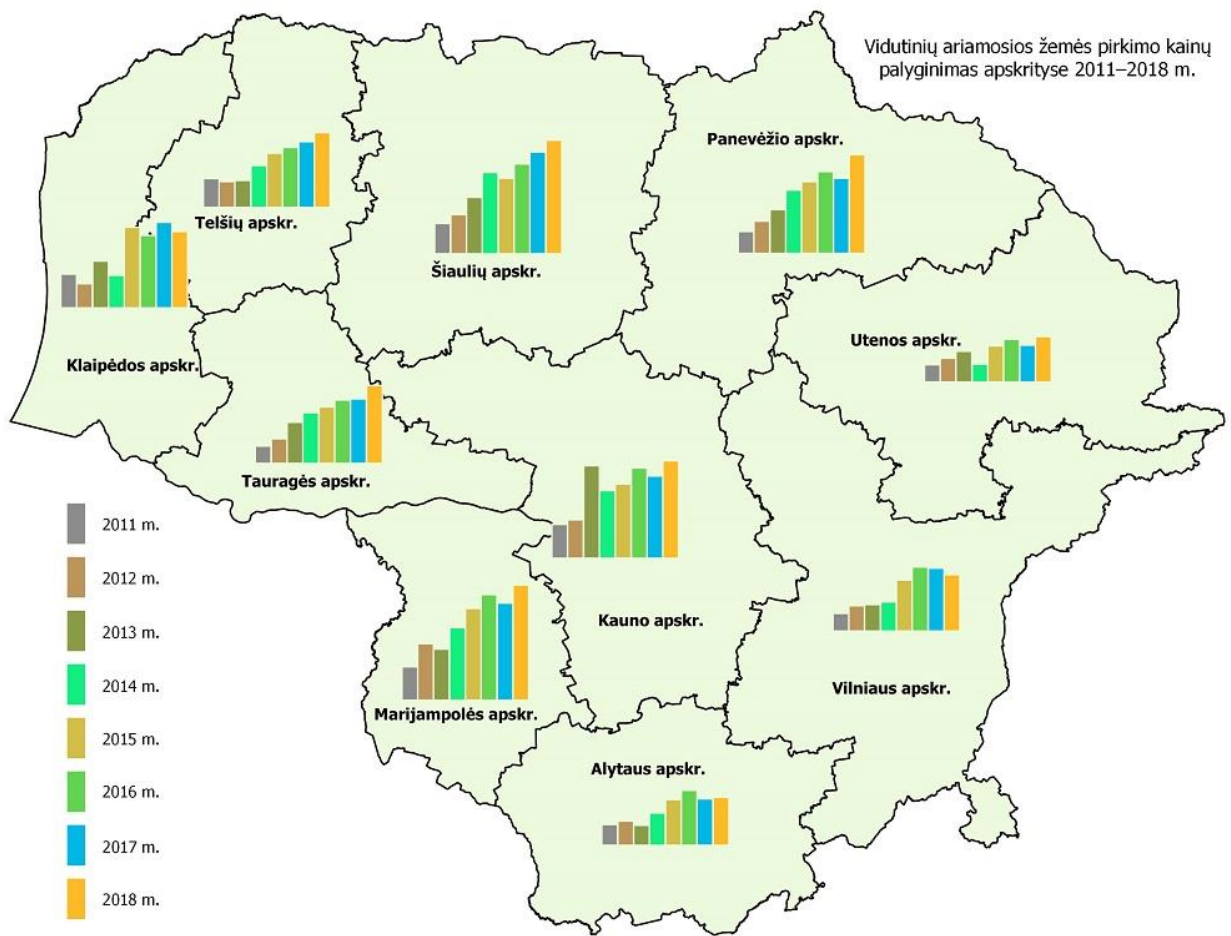 Vidutinių ariamosios žemės pirkimo kainų
palyginimas apskrityse 2011–2018 m.
Panevėžio apskr.
Telšių apskr.
Šiaulių apskr.
Utenos apskr.
Klaipėdos apskr.
Tauragės apskr.
Kauno apskr.
Vilniaus apskr.
Marijampolės apskr.
Alytaus apskr.
2011 m.
2012 m.
2013 m.
2014 m.
2015 m.
2016 m.
2017 m.
2018 m.